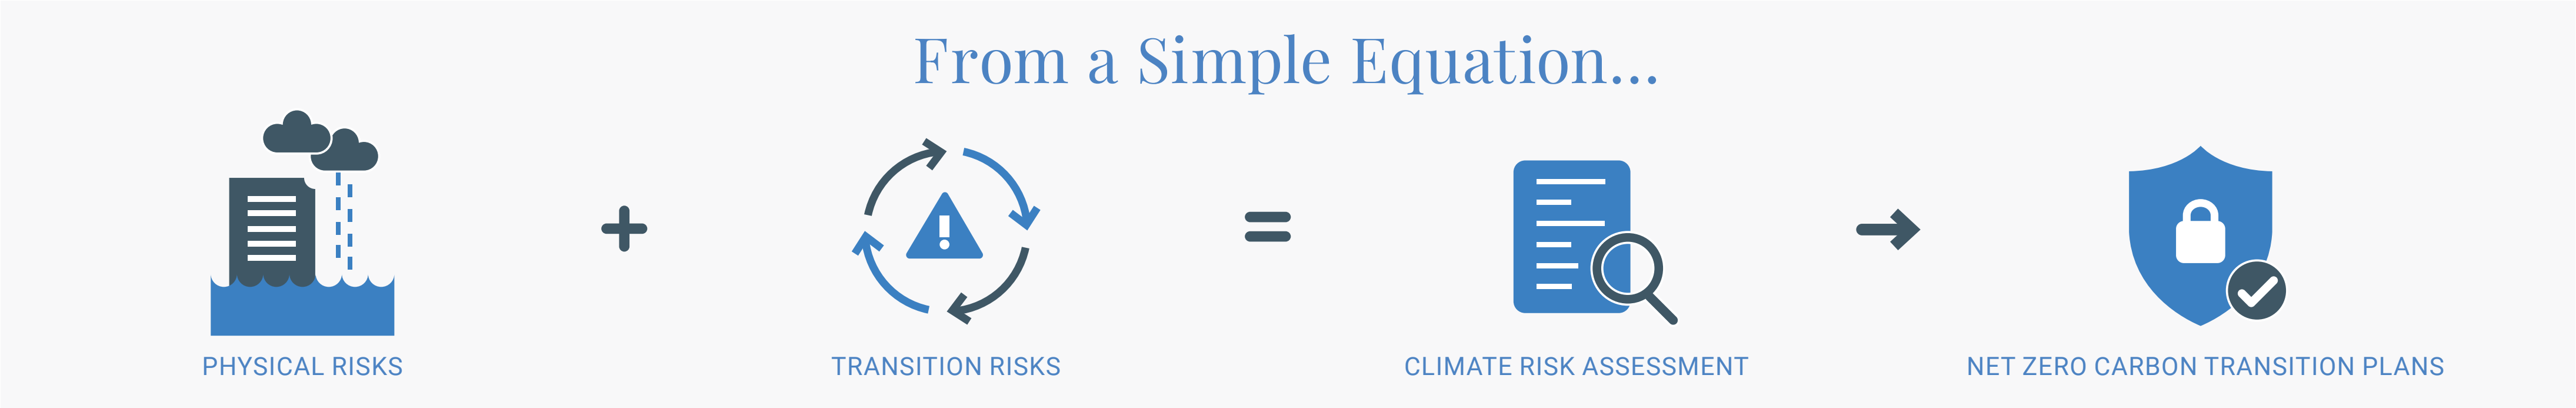 From a Simple Equation...
PHYSICAL RISKS
TRANSITION RISKS
CLIMATE RISK ASSESSMENT
NET ZERO CARBON TRANSITION PLANS